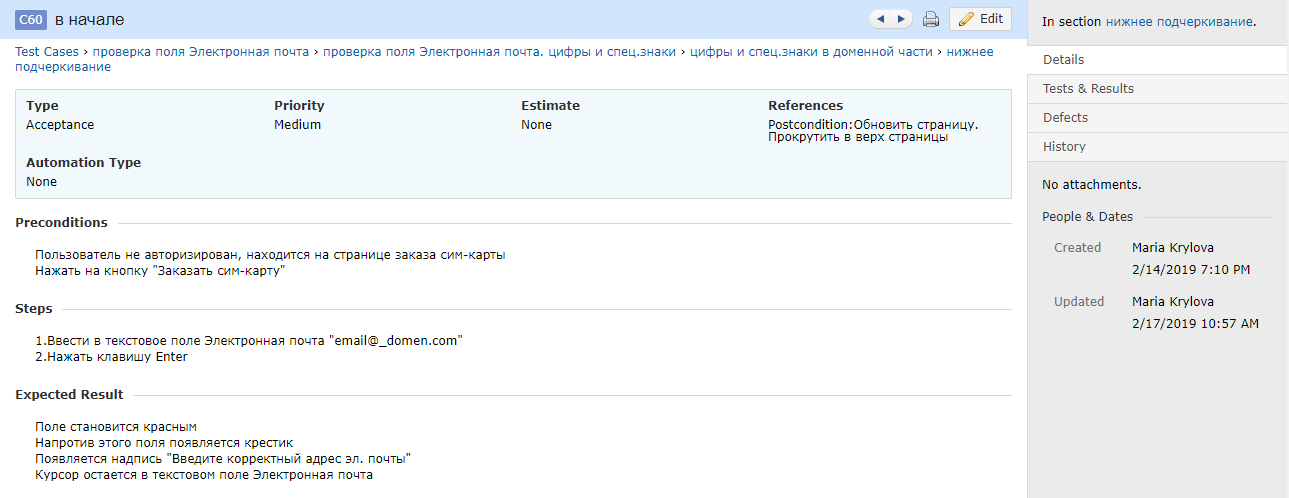 C60 в начале
Edit
Test Cases › проверка поля Электронная почта › проверка поля Электронная почта. цифры и спец.знаки › цифры и спец.знаки в доменной части › нижнее
подчеркивание
Type Priority Estimate References
Acceptance Medium None Postcondition:Обновить страницу.
Прокрутить в верх страницы
Automation Type
None
Preconditions
Пользователь не авторизирован, находится на странице заказа сим-карты
Нажать на кнопку "Заказать сим-карту"
Steps
1.Ввести в текстовое поле Электронная почта "email@_domen.com"
2.Нажать клавишу Enter
Expected Result
Поле становится красным
Напротив этого поля появляется крестик
Появляется надпись "Введите корректный адрес эл. почты"
Курсор остается в текстовом поле Электронная почта
In section нижнее подчеркивание.
Details
Tests & Results
Defects
History
No attachments.
People & Dates
Created Maria Krylova
2/14/2019 7:10 PM
Updated Maria Krylova
2/17/2019 10:57 AM